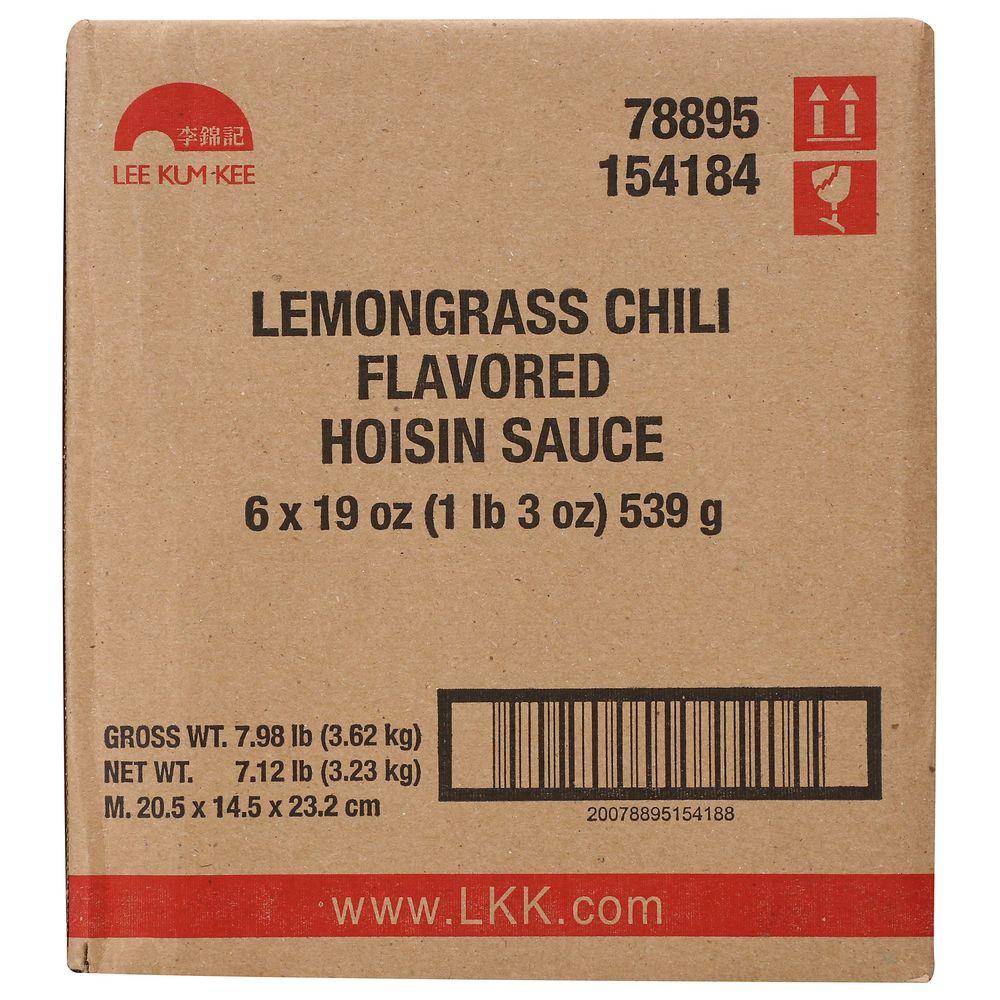 李錦記
LEE KUM·KEE
78895
154184
LEMONGRASS CHILI
FLAVORED
HOISIN SAUCE
6 x 19 oz (1 lb 3 oz) 539 g
GROSS WT. 7.98 lb (3.62 kg)
NET WT. 7.12 lb (3.23 kg)
M. 20.5 x 14.5 x 23.2 cm
20078895154188
www.LKK.com